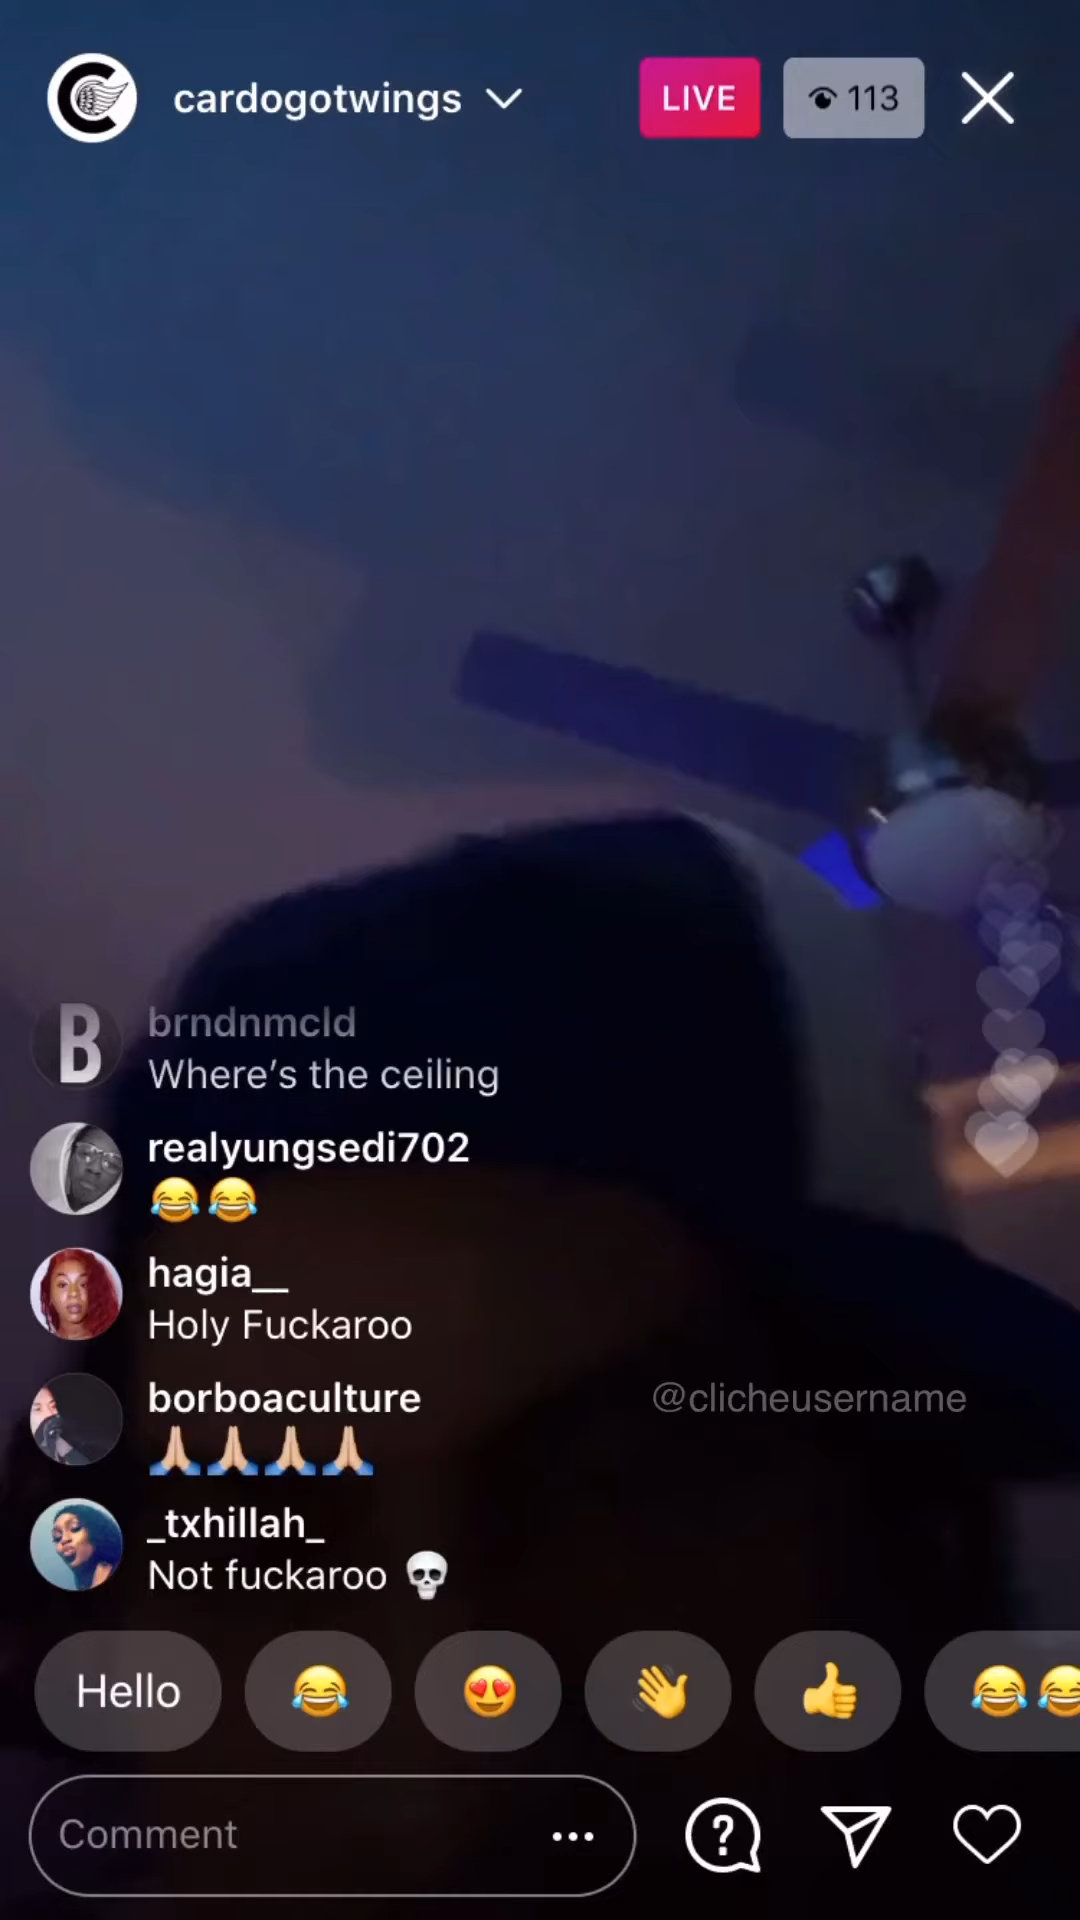 cardogotwings
LIVE
113
brndnmcld
Where's the ceiling
realyungsedi702
😂😂
hagia__
Holy Fuckaroo
borboaculture
🙏🏼🙏🏼🙏🏼🙏🏼
@clicheusername
_txhillah_
Not fuckaroo 💀
Hello 😂 😍 👋 👍 😂😂
Comment